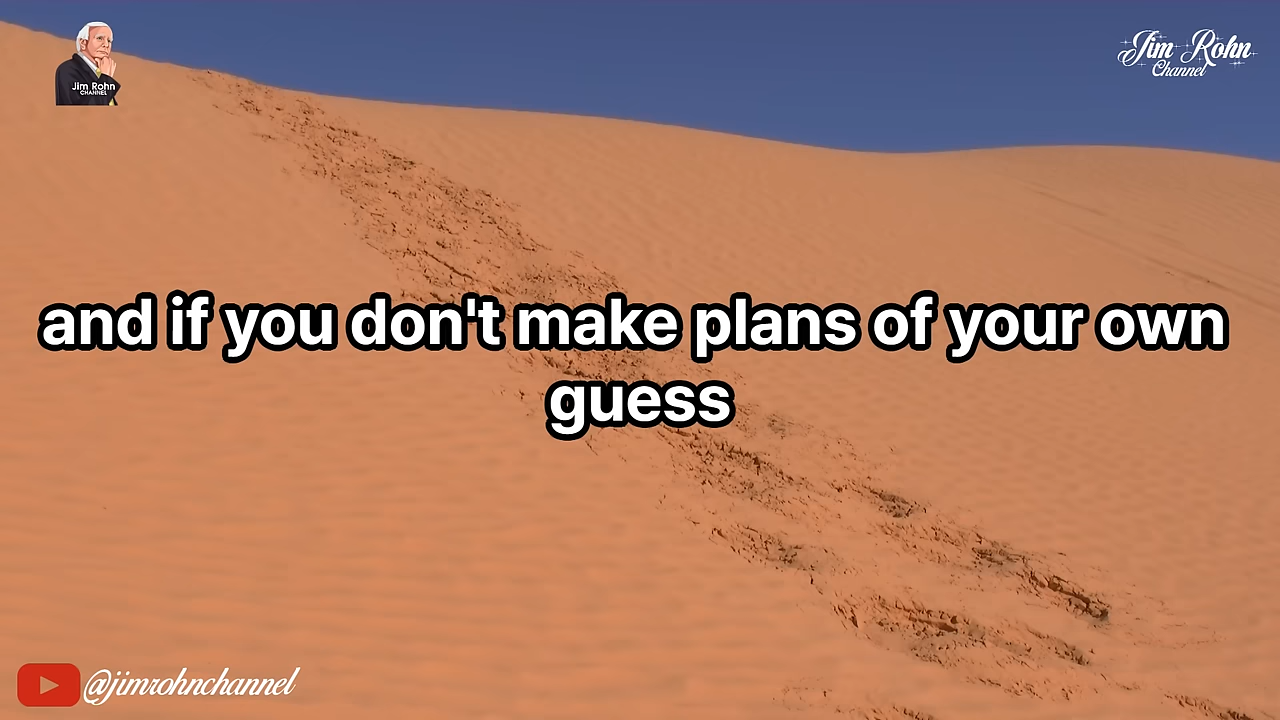 Jim Rohn
CHANNEL
Jim Rohn
Channel
and if you don't make plans of your own
guess
@jimrohnchannel